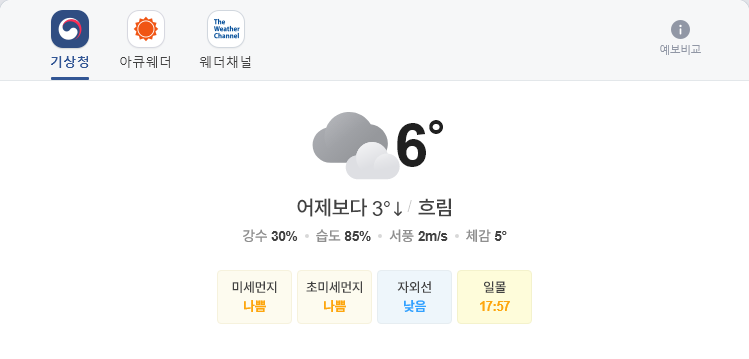 The
Weather
Channel
기상청 아큐웨더 웨더채널
예보비교
6°
어제보다 3°↓ / 흐림
강수 30% • 습도 85% • 서풍 2m/s • 체감 5°
미세먼지 초미세먼지 자외선 일몰
나쁨 나쁨 낮음 17:57